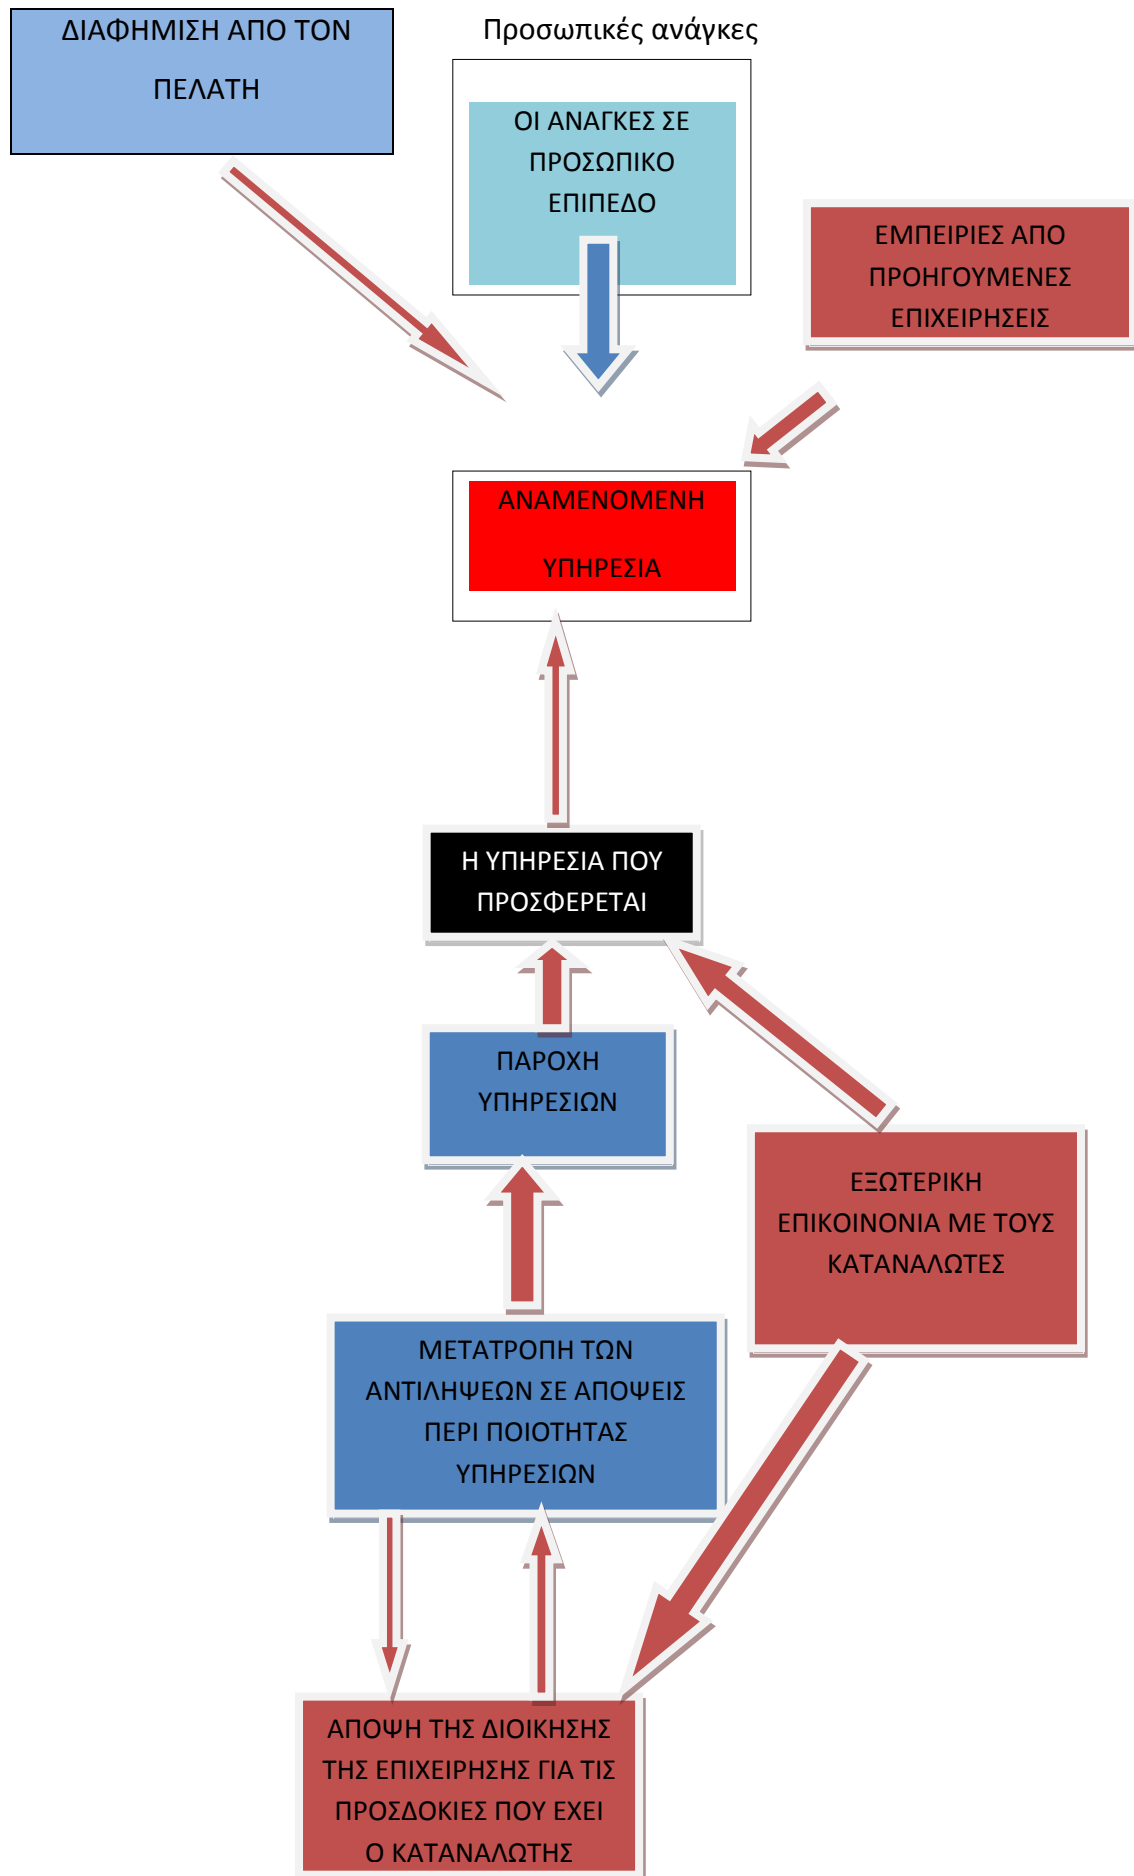 ΔΙΑΦΗΜΙΣΗ ΑΠΟ ΤΟΝ
ΠΕΛΑΤΗ
Προσωπικές ανάγκες
ΟΙ ΑΝΑΓΚΕΣ ΣΕ
ΠΡΟΣΩΠΙΚΟ
ΕΠΙΠΕΔΟ
ΕΜΠΕΙΡΙΕΣ ΑΠΟ
ΠΡΟΗΓΟΥΜΕΝΕΣ
ΕΠΙΧΕΙΡΗΣΕΙΣ
ΑΝΑΜΕΝΟΜΕΝΗ
ΥΠΗΡΕΣΙΑ
Η ΥΠΗΡΕΣΙΑ ΠΟΥ
ΠΡΟΣΦΕΡΕΤΑΙ
ΠΑΡΟΧΗ
ΥΠΗΡΕΣΙΩΝ
ΕΞΩΤΕΡΙΚΗ
ΕΠΙΚΟΙΝΟΝΙΑ ΜΕ ΤΟΥΣ
ΚΑΤΑΝΑΛΩΤΕΣ
ΜΕΤΑΤΡΟΠΗ ΤΩΝ
ΑΝΤΙΛΗΨΕΩΝ ΣΕ ΑΠΟΨΕΙΣ
ΠΕΡΙ ΠΟΙΟΤΗΤΑΣ
ΥΠΗΡΕΣΙΩΝ
ΑΠΟΨΗ ΤΗΣ ΔΙΟΙΚΗΣΗΣ
ΤΗΣ ΕΠΙΧΕΙΡΗΣΗΣ ΓΙΑ ΤΙΣ
ΠΡΟΣΔΟΚΙΕΣ ΠΟΥ ΕΧΕΙ
Ο ΚΑΤΑΝΑΛΩΤΗΣ